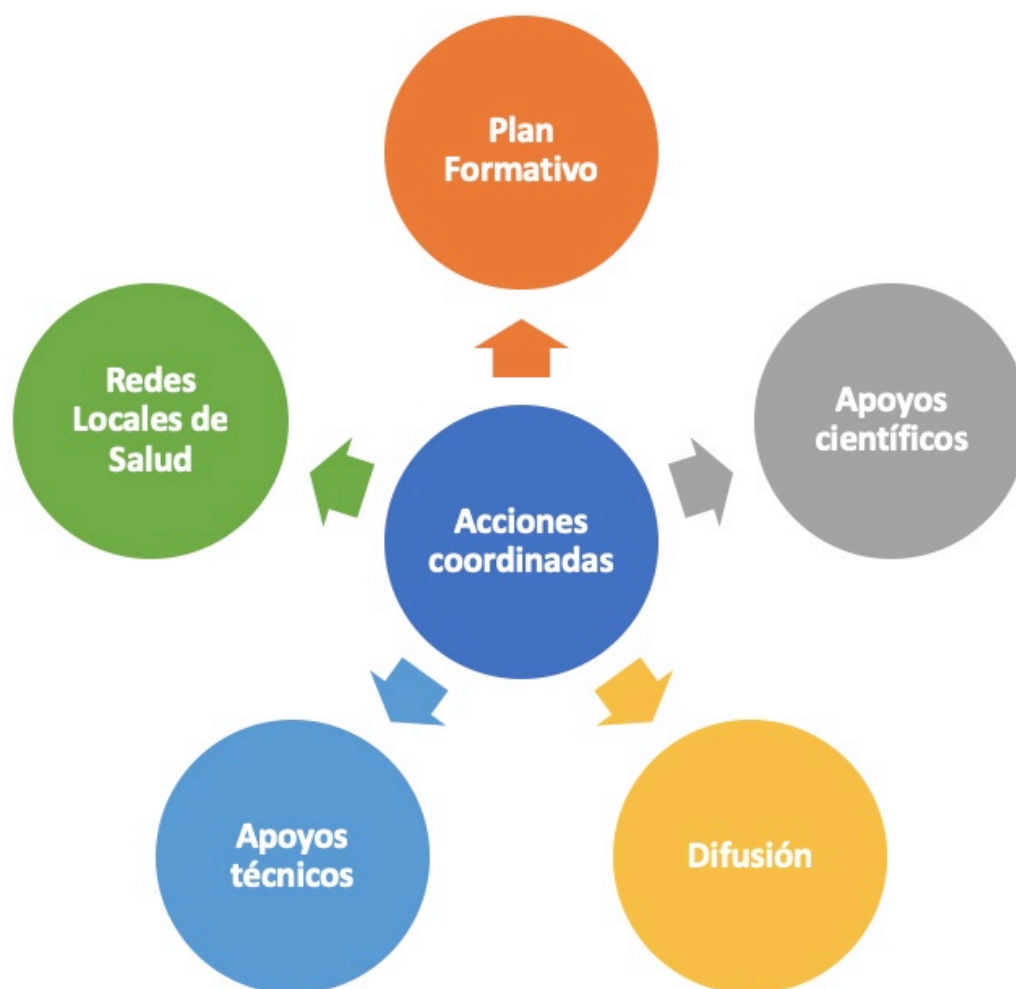 Plan
Formativo
Redes
Locales de
Salud
Apoyos
científicos
Acciones
coordinadas
Apoyos
técnicos
Difusión